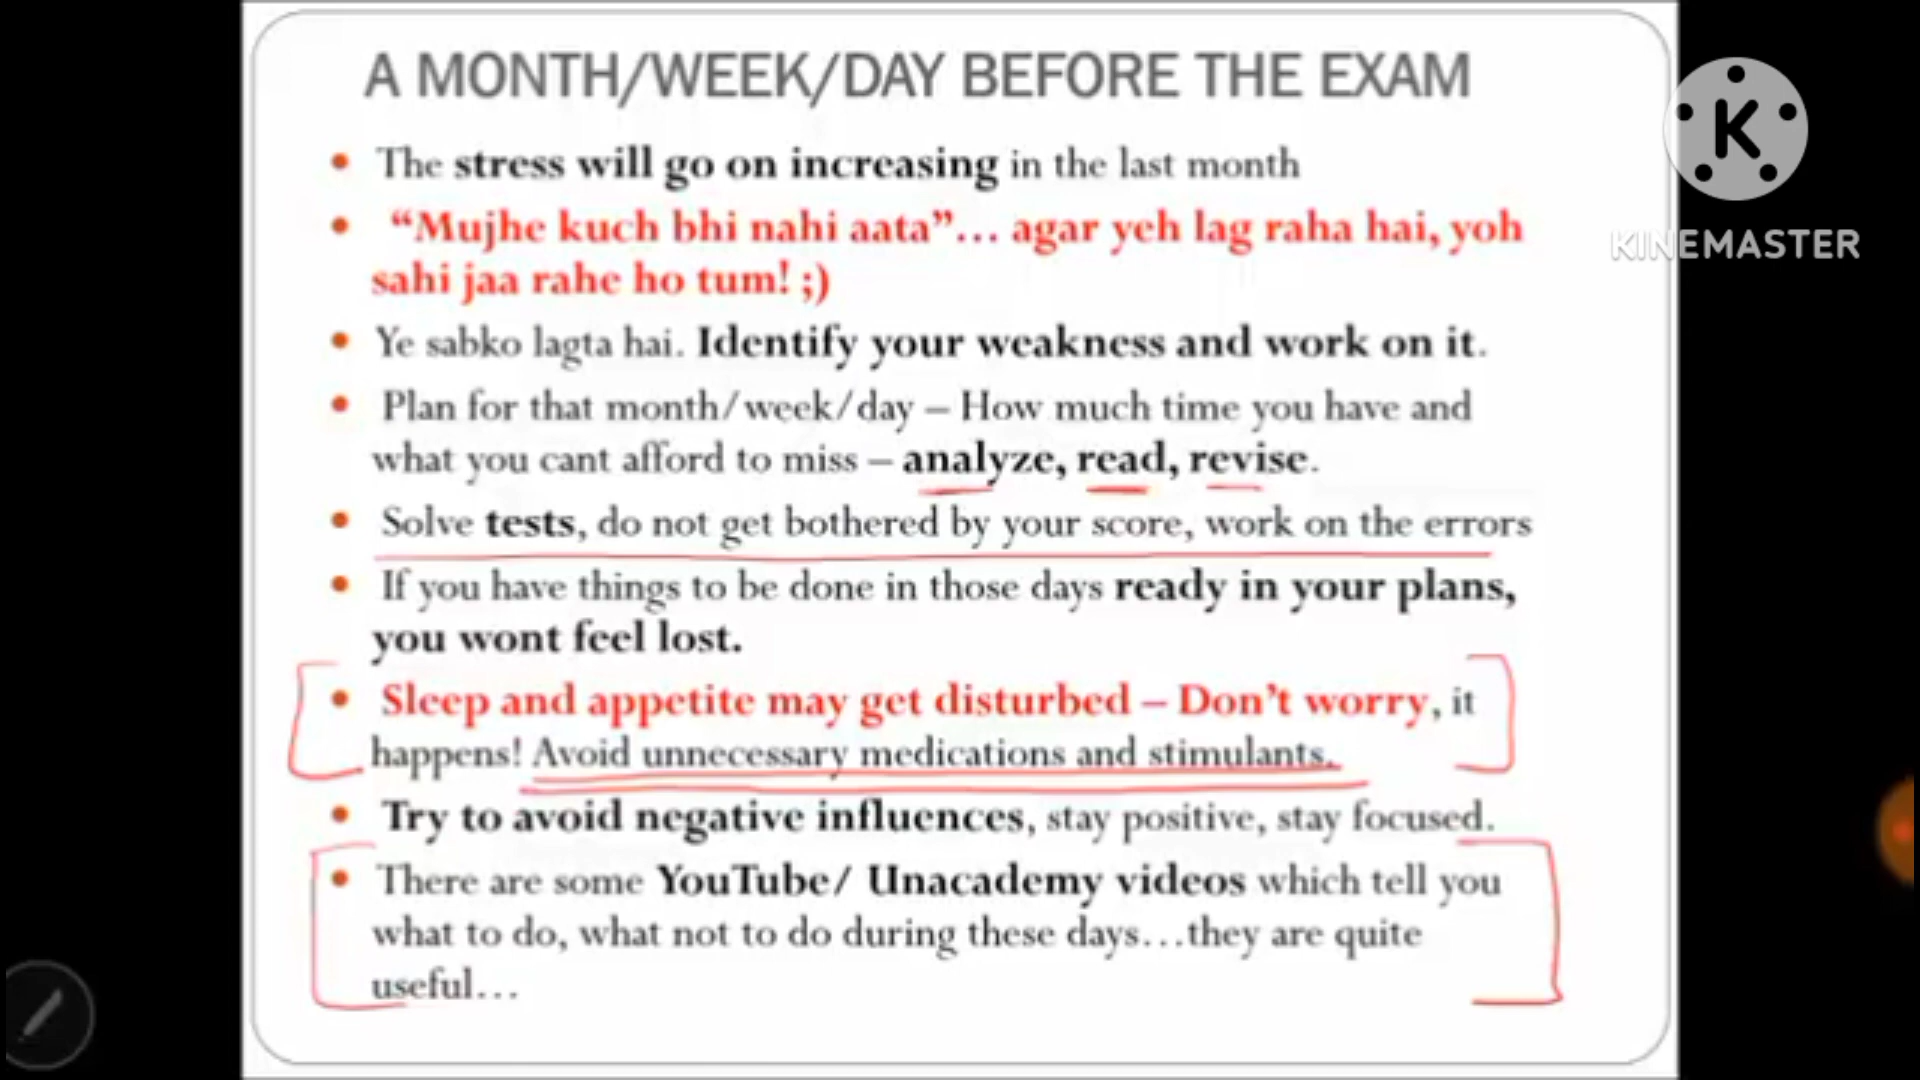 A MONTH/WEEK/DAY BEFORE THE EXAM
K
KINEMASTER
• The stress will go on increasing in the last month
• “Mujhe kuch bhi nahi aata”... agar yeh lag raha hai, yoh
sahi jaa rahe ho tum! ;)
• Ye sabko lagta hai. Identify your weakness and work on it.
• Plan for that month/week/day – How much time you have and
what you cant afford to miss – analyze, read, revise.
• Solve tests, do not get bothered by your score, work on the errors
• If you have things to be done in those days ready in your plans,
you wont feel lost.
• Sleep and appetite may get disturbed – Don’t worry, it
happens! Avoid unnecessary medications and stimulants.
• Try to avoid negative influences, stay positive, stay focused.
• There are some YouTube/ Unacademy videos which tell you
what to do, what not to do during these days...they are quite
useful...